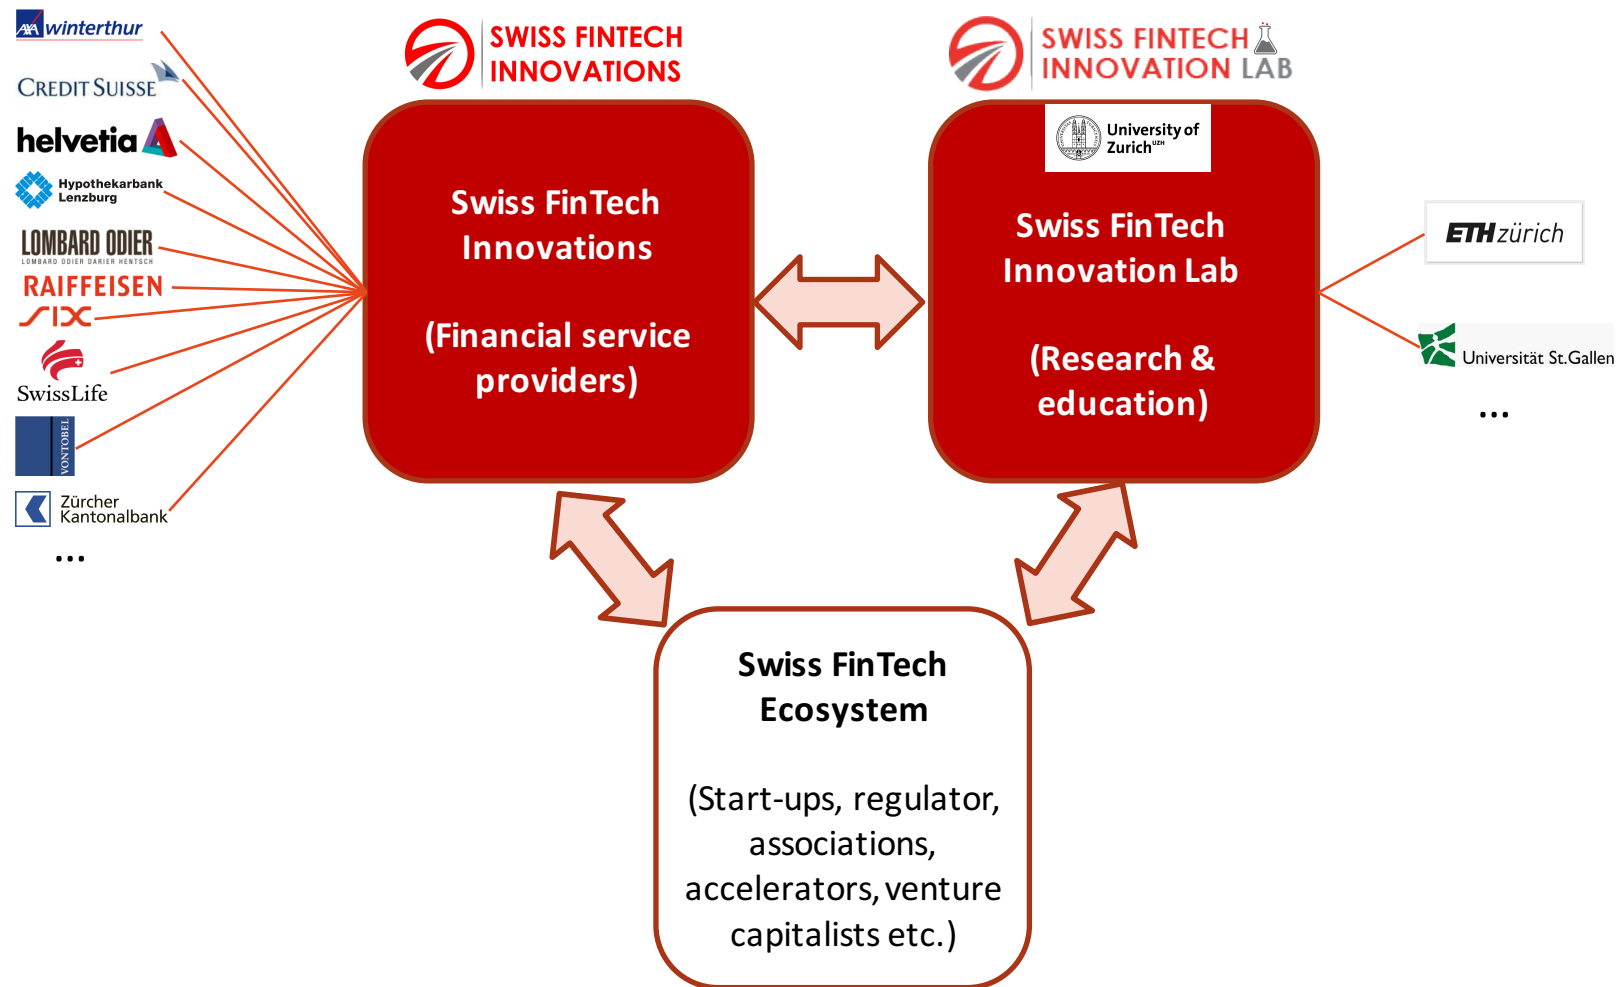 AXA winterthur
CREDIT SUISSE
helvetia
Hypothekarbank
Lenzburg
LOMBARD ODIER
LOMBARD ODIER DARIER HENTSCH
RAIFFEISEN
SIX
SwissLife
VONTOBEL
Zürcher
Kantonalbank
...
SWISS FINTECH
INNOVATIONS
Swiss FinTech
Innovations
(Financial service
providers)
SWISS FINTECH
INNOVATION LAB
University of
Zurich UZH
Swiss FinTech
Innovation Lab
(Research &
education)
ETH zürich
Universität St.Gallen
...
Swiss FinTech
Ecosystem
(Start-ups, regulator,
associations,
accelerators, venture
capitalists etc.)